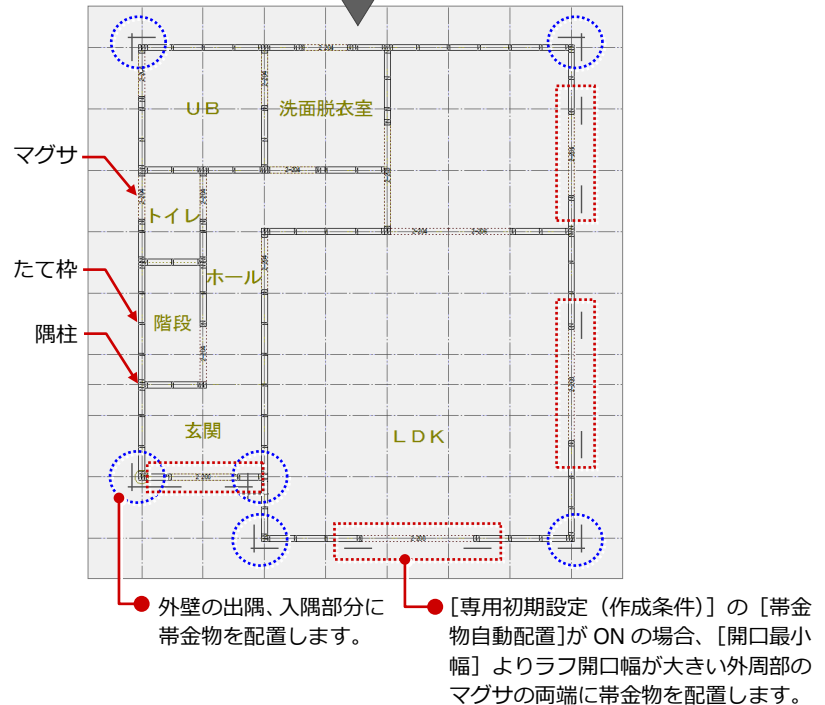 UB
洗面脱衣室
マグサ
トイレ
たて枠
ホール
階段
隅柱
玄関
LDK
外壁の出隅、入隅部分に
帯金物を配置します。
[専用初期設定(作成条件)]の[帯金
物自動配置]がONの場合、[開口最小
幅]よりラフ開口幅が大きい外周部の
マグサの両端に帯金物を配置します。